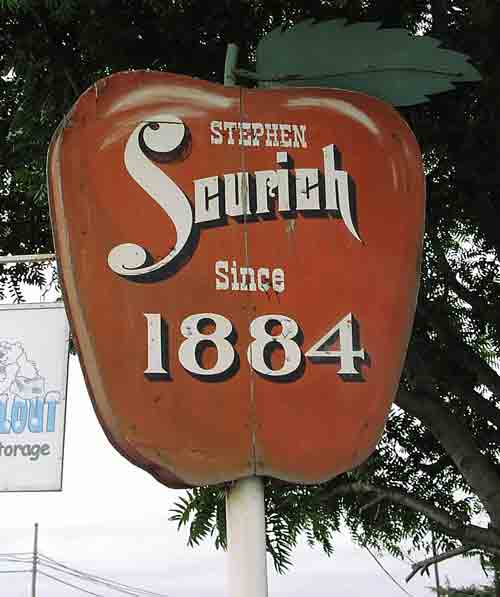 STEPHEN
Scurich
Since
1884
torage